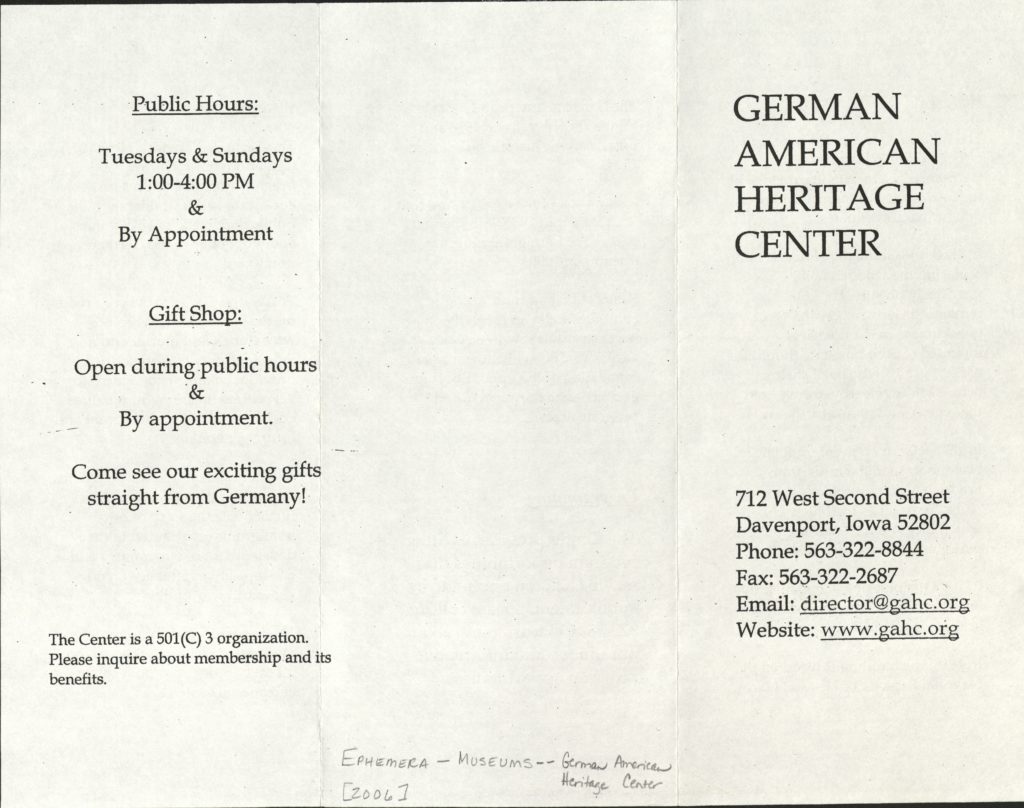 Public Hours:
Tuesdays & Sundays
1:00-4:00 PM
&
By Appointment
Gift Shop:
Open during public hours
&
By appointment.
Come see our exciting gifts
straight from Germany!
The Center is a 501(C) 3 organization.
Please inquire about membership and its
benefits.
EPHEMERA — MUSEUMS -- German American
Heritage Center
[2006]
GERMAN
AMERICAN
HERITAGE
CENTER
712 West Second Street
Davenport, Iowa 52802
Phone: 563-322-8844
Fax: 563-322-2687
Email: director@gahc.org
Website: www.gahc.org